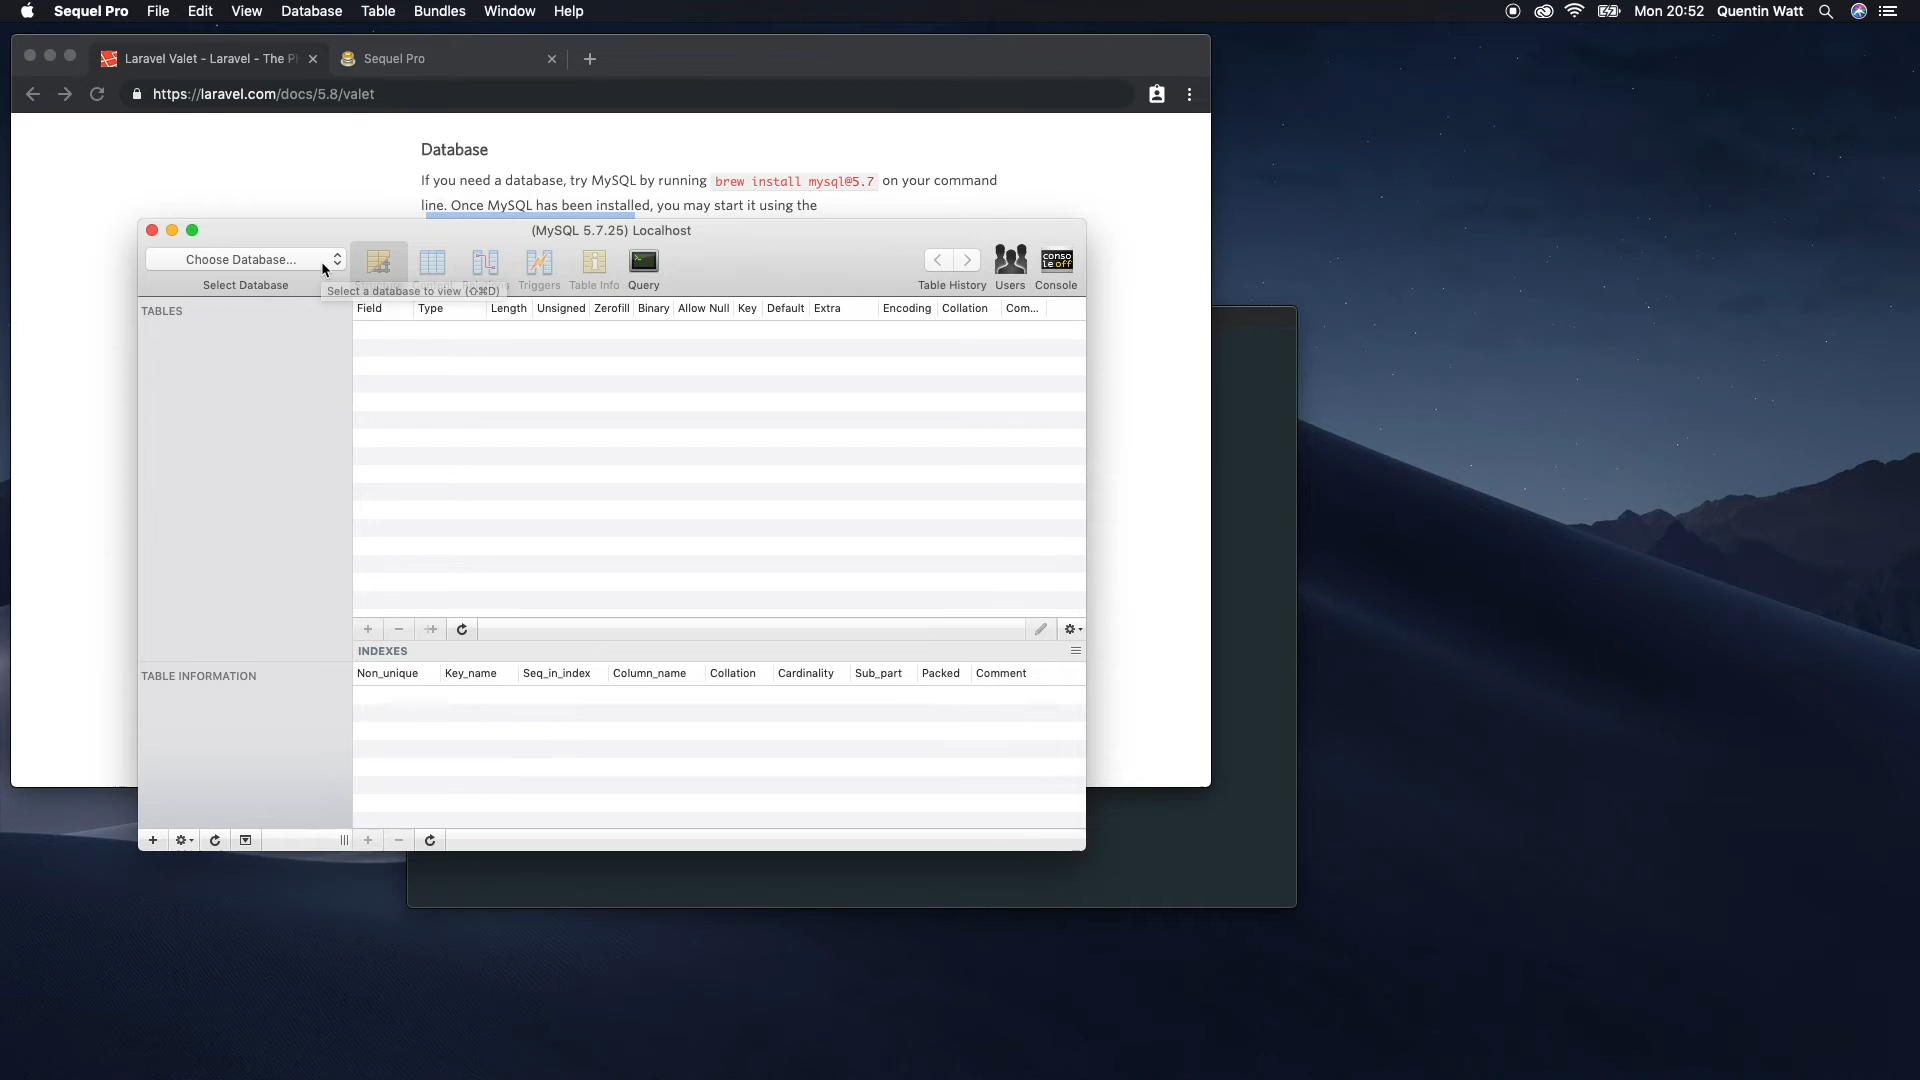 Sequel Pro File Edit View Database Table Bundles Window Help Mon 20:52 Quentin Watt
Laravel Valet - Laravel - The P Sequel Pro
https://laravel.com/docs/5.8/valet
Database
If you need a database, try MySQL by running brew install mysql@5.7 on your command
line. Once MySQL has been installed, you may start it using the
(MySQL 5.7.25) Localhost
Choose Database...
console off
Select Database Triggers Table Info Query Table History Users Console
Select a database to view (⇧⌘D)
TABLES
Field Type Length Unsigned Zerofill Binary Allow Null Key Default Extra Encoding Collation Com...
INDEXES
TABLE INFORMATION
Non_unique Key_name Seq_in_index Column_name Collation Cardinality Sub_part Packed Comment